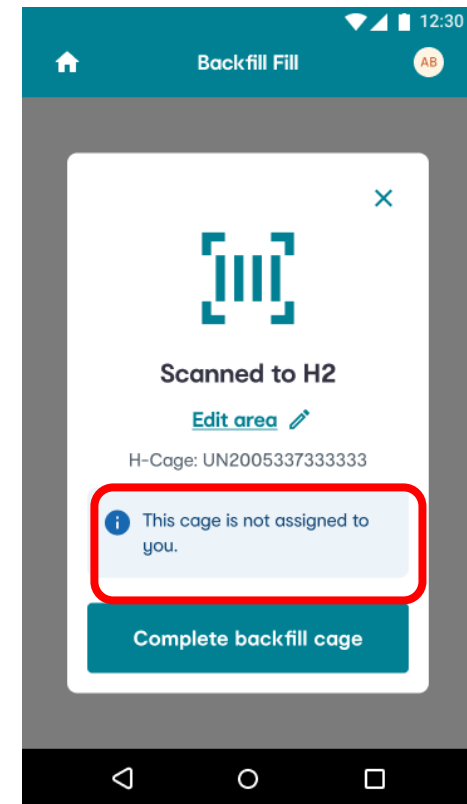 12:30
Backfill Fill
AB
Scanned to H2
Edit area
H-Cage: UN2005337333333
This cage is not assigned to
you.
Complete backfill cage